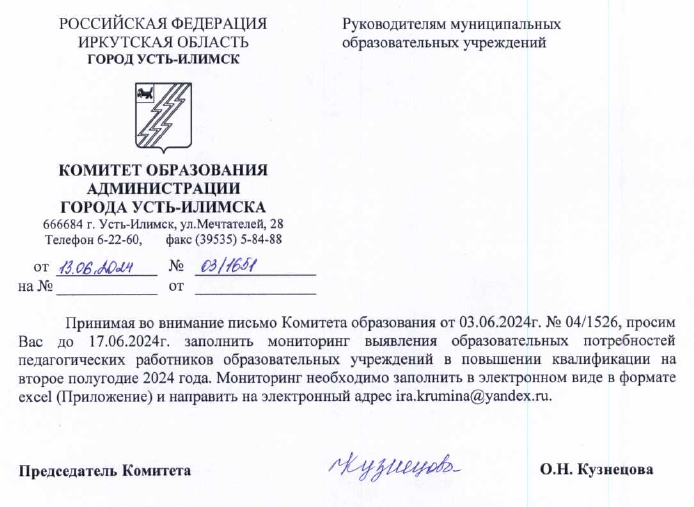 РОССИЙСКАЯ ФЕДЕРАЦИЯ
ИРКУТСКАЯ ОБЛАСТЬ
ГОРОД УСТЬ-ИЛИМСК
Руководителям муниципальных
образовательных учреждений
КОМИТЕТ ОБРАЗОВАНИЯ
АДМИНИСТРАЦИИ
ГОРОДА УСТЬ-ИЛИМСКА
666684 г. Усть-Илимск, ул.Мечтателей, 28
Телефон 6-22-60, факс (39535) 5-84-88
от 13.06.2024 № 03/1651
на № ____________ от ____________
Принимая во внимание письмо Комитета образования от 03.06.2024г. № 04/1526, просим
Вас до 17.06.2024г. заполнить мониторинг выявления образовательных потребностей
педагогических работников образовательных учреждений в повышении квалификации на
второе полугодие 2024 года. Мониторинг необходимо заполнить в электронном виде в формате
excel (Приложение) и направить на электронный адрес ira.krumina@yandex.ru.
Председатель Комитета Кузнецова О.Н. Кузнецова